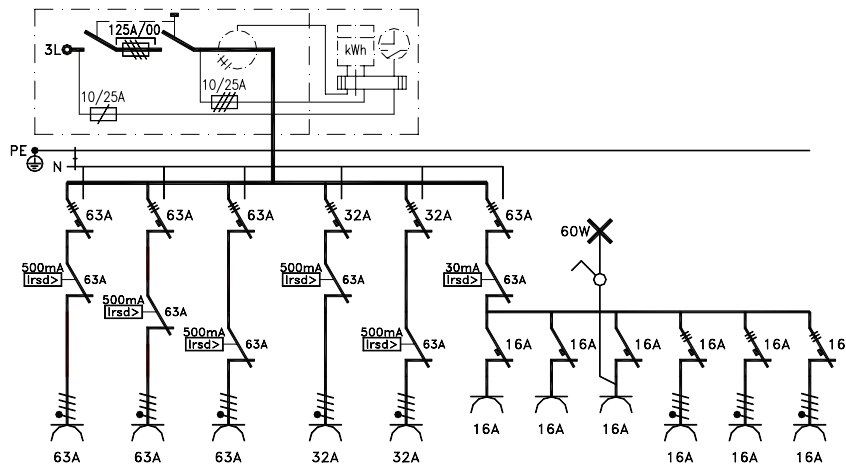 125A/00
3L
kWh
10/25A
10/25A
PE
N
63A 63A 63A 32A 32A 63A
60W
500mA 500mA 30mA
Irsd> 63A Irsd> 63A Irsd> 63A
500mA
Irsd> 63A
500mA 500mA
Irsd> 63A Irsd> 63A
16A 16A 16A 16A 16A 16
16A 16A 16A
63A 63A 63A 32A 32A 16A 16A 16A